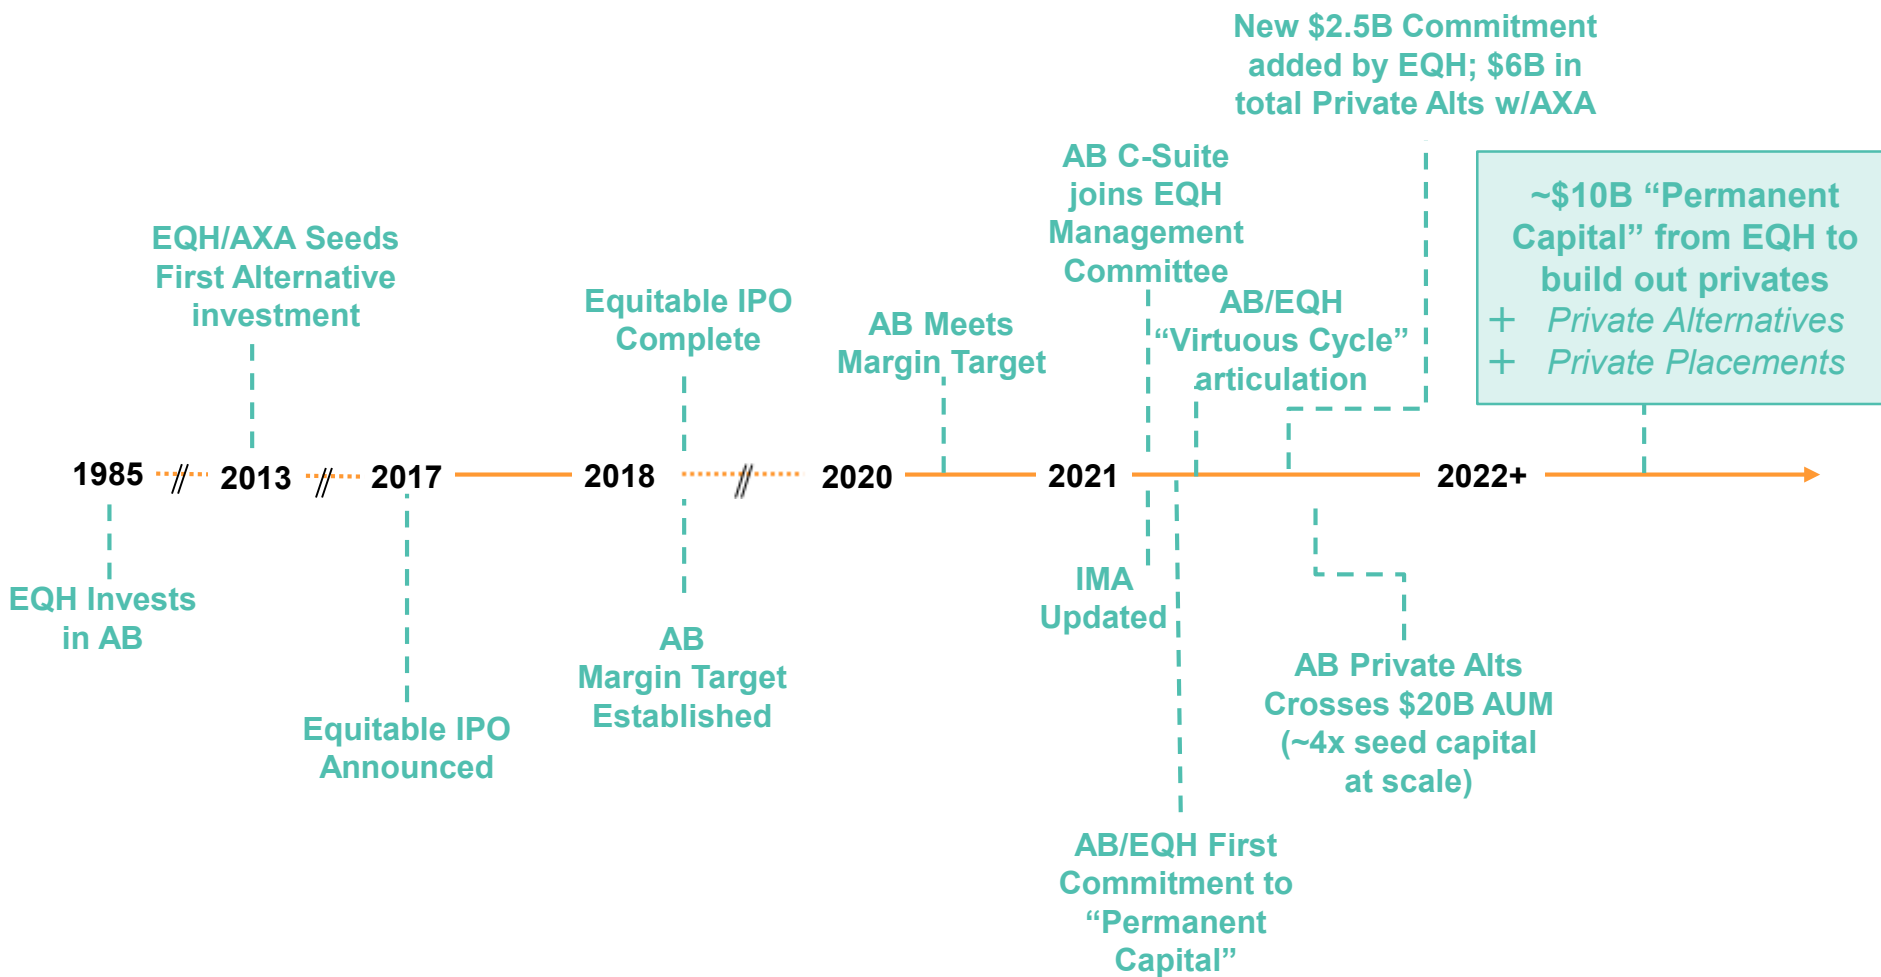 New $2.5B Commitment
added by EQH; $6B in
total Private Alts w/AXA
AB C-Suite
joins EQH
Management
Committee
~$10B “Permanent
Capital” from EQH to
build out privates
+ Private Alternatives
+ Private Placements
EQH/AXA Seeds
First Alternative
investment
Equitable IPO
Complete
AB Meets
Margin Target
AB/EQH
“Virtuous Cycle”
articulation
1985 // 2013 // 2017 2018 // 2020 2021 2022+
EQH Invests
in AB
Equitable IPO
Announced
AB
Margin Target
Established
IMA
Updated
AB Private Alts
Crosses $20B AUM
(~4x seed capital
at scale)
AB/EQH First
Commitment to
“Permanent
Capital”